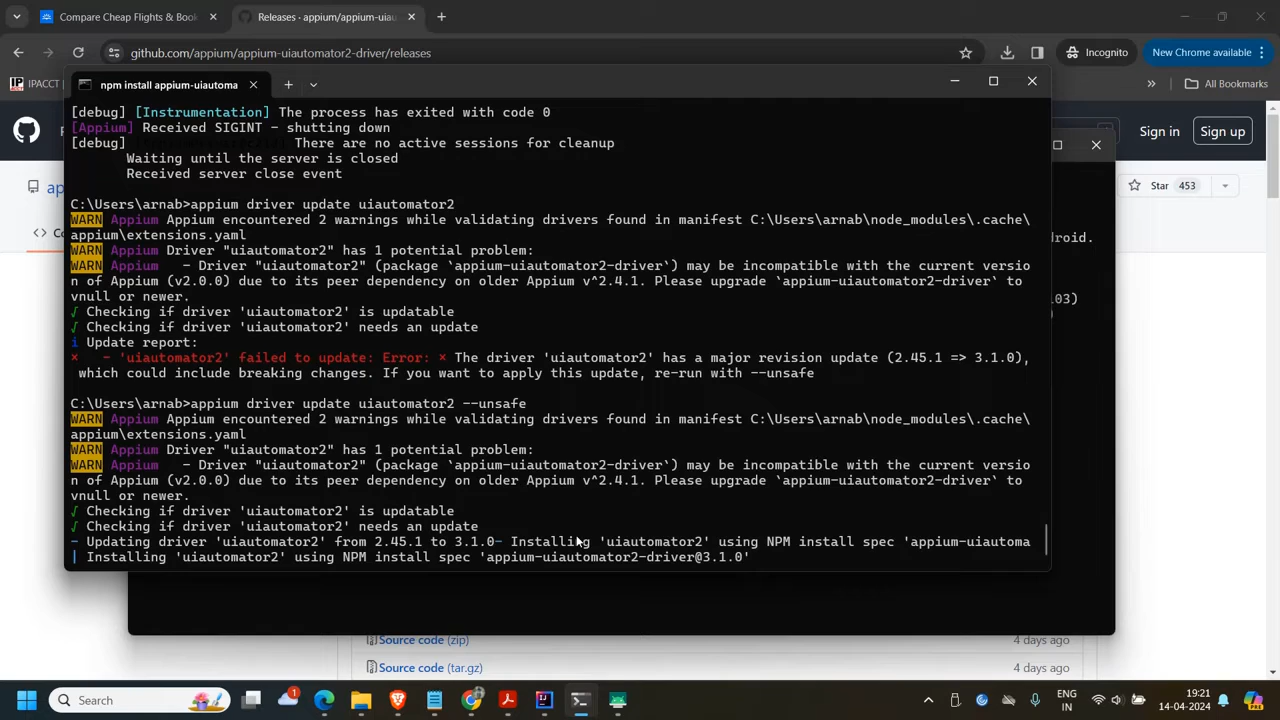 Compare Cheap Flights & Book
Releases · appium/appium-uiau
github.com/appium/appium-uiautomator2-driver/releases
Incognito
New Chrome available
IPACCT
All Bookmarks
npm install appium-uiautoma
Sign in
Sign up
ap
Star 453
Co
droid.
03)
[debug] [Instrumentation] The process has exited with code 0
[Appium] Received SIGINT - shutting down
[debug] There are no active sessions for cleanup
Waiting until the server is closed
Received server close event
C:\Users\arnab>appium driver update uiautomator2
WARN Appium Appium encountered 2 warnings while validating drivers found in manifest C:\Users\arnab\node_modules\.cache\
appium\extensions.yaml
WARN Appium Driver "uiautomator2" has 1 potential problem:
WARN Appium - Driver "uiautomator2" (package `appium-uiautomator2-driver`) may be incompatible with the current versio
n of Appium (v2.0.0) due to its peer dependency on older Appium v^2.4.1. Please upgrade `appium-uiautomator2-driver` to
vnull or newer.
√ Checking if driver 'uiautomator2' is updatable
√ Checking if driver 'uiautomator2' needs an update
i Update report:
× - 'uiautomator2' failed to update: Error: × The driver 'uiautomator2' has a major revision update (2.45.1 => 3.1.0),
which could include breaking changes. If you want to apply this update, re-run with --unsafe
C:\Users\arnab>appium driver update uiautomator2 --unsafe
WARN Appium Appium encountered 2 warnings while validating drivers found in manifest C:\Users\arnab\node_modules\.cache\
appium\extensions.yaml
WARN Appium Driver "uiautomator2" has 1 potential problem:
WARN Appium - Driver "uiautomator2" (package `appium-uiautomator2-driver`) may be incompatible with the current versio
n of Appium (v2.0.0) due to its peer dependency on older Appium v^2.4.1. Please upgrade `appium-uiautomator2-driver` to
vnull or newer.
√ Checking if driver 'uiautomator2' is updatable
√ Checking if driver 'uiautomator2' needs an update
- Updating driver 'uiautomator2' from 2.45.1 to 3.1.0- Installing 'uiautomator2' using NPM install spec 'appium-uiautoma
| Installing 'uiautomator2' using NPM install spec 'appium-uiautomator2-driver@3.1.0'
Source code (zip)
4 days ago
Source code (tar.gz)
4 days ago
Search
1
ENG
IN
19:21
14-04-2024